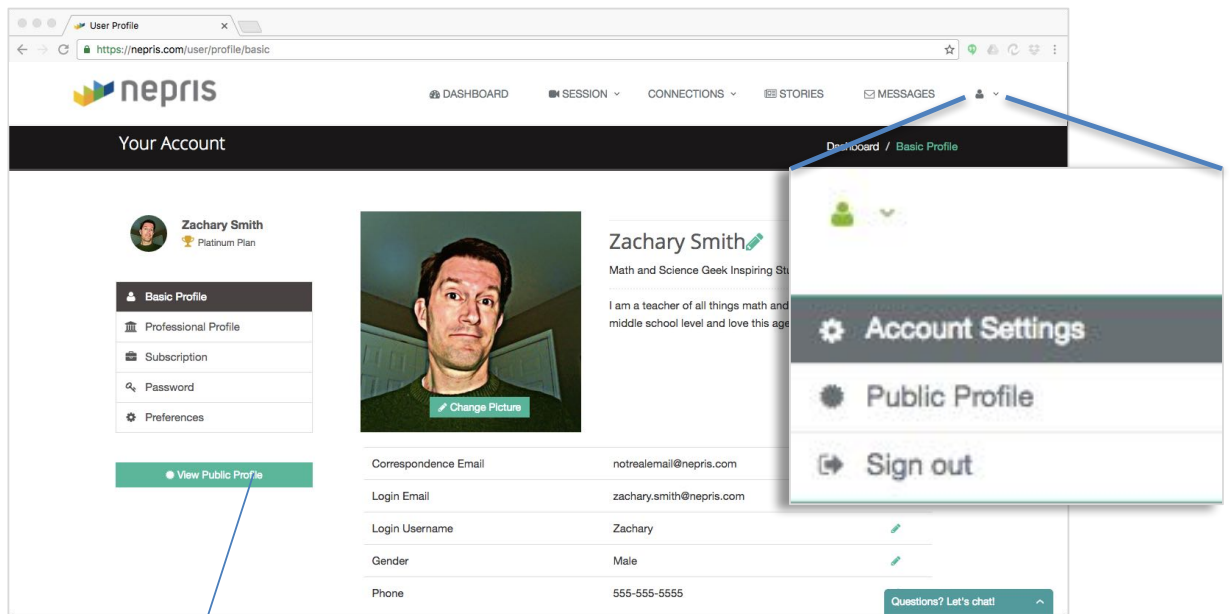 User Profile
https://nepris.com/user/profile/basic
nepris
DASHBOARD
SESSION
CONNECTIONS
STORIES
MESSAGES
Your Account
Dashboard / Basic Profile
Zachary Smith
Platinum Plan
Basic Profile
Professional Profile
Subscription
Password
Preferences
View Public Profile
Change Picture
Zachary Smith
Math and Science Geek Inspiring Stu
I am a teacher of all things math and
middle school level and love this age
Account Settings
Public Profile
Sign out
Correspondence Email notrealemail@nepris.com
Login Email zachary.smith@nepris.com
Login Username Zachary
Gender Male
Phone 555-555-5555
Questions? Let's chat!